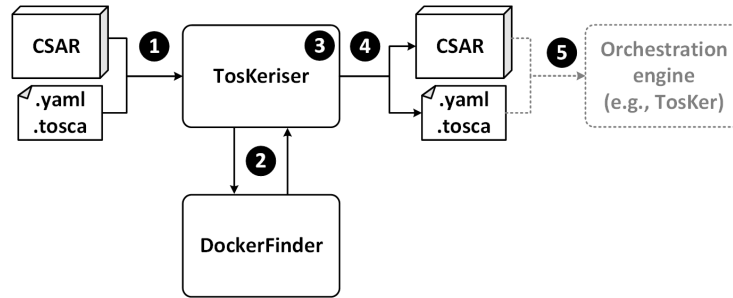 CSAR
.yaml
.tosca
1
TosKeriser
3
4
CSAR
.yaml
.tosca
5
Orchestration
engine
(e.g., TosKer)
2
DockerFinder